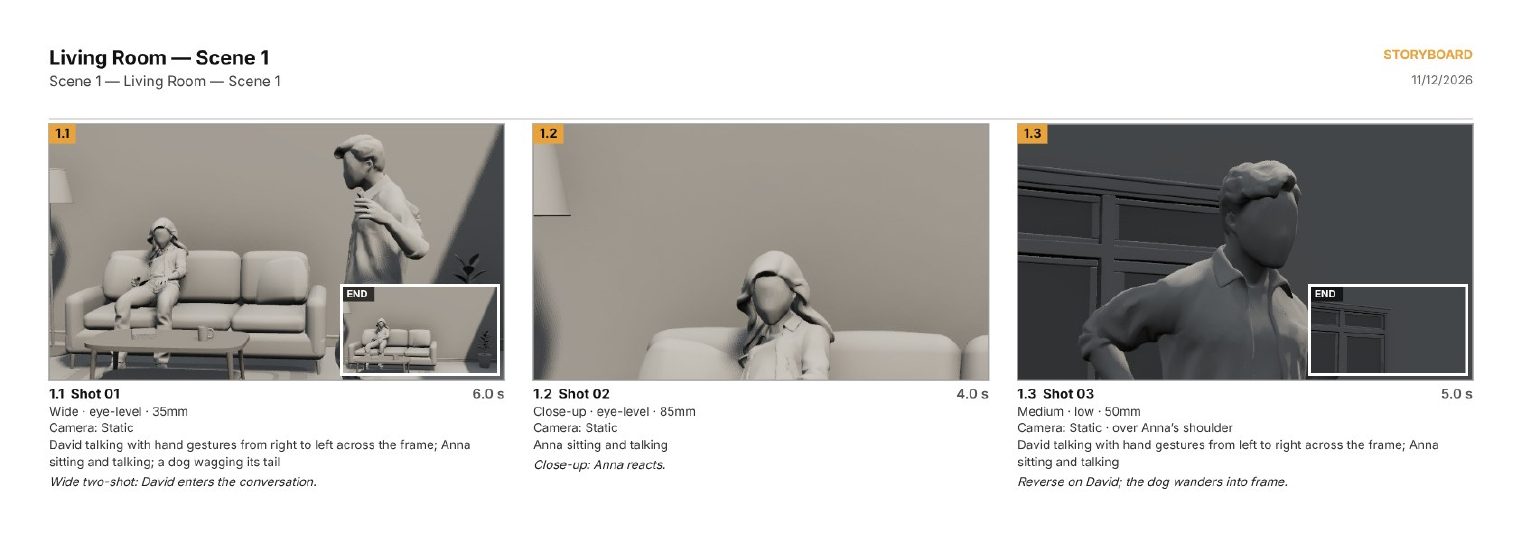 Living Room — Scene 1
Scene 1 — Living Room — Scene 1
STORYBOARD
11/12/2026
1.1
END
1.1 Shot 01
6.0 s
Wide · eye-level · 35mm
Camera: Static
David talking with hand gestures from right to left across the frame; Anna
sitting and talking; a dog wagging its tail
Wide two-shot: David enters the conversation.
1.2
1.2 Shot 02
4.0 s
Close-up · eye-level · 85mm
Camera: Static
Anna sitting and talking
Close-up: Anna reacts.
1.3
END
1.3 Shot 03
5.0 s
Medium · low · 50mm
Camera: Static · over Anna's shoulder
David talking with hand gestures from left to right across the frame; Anna
sitting and talking
Reverse on David; the dog wanders into frame.